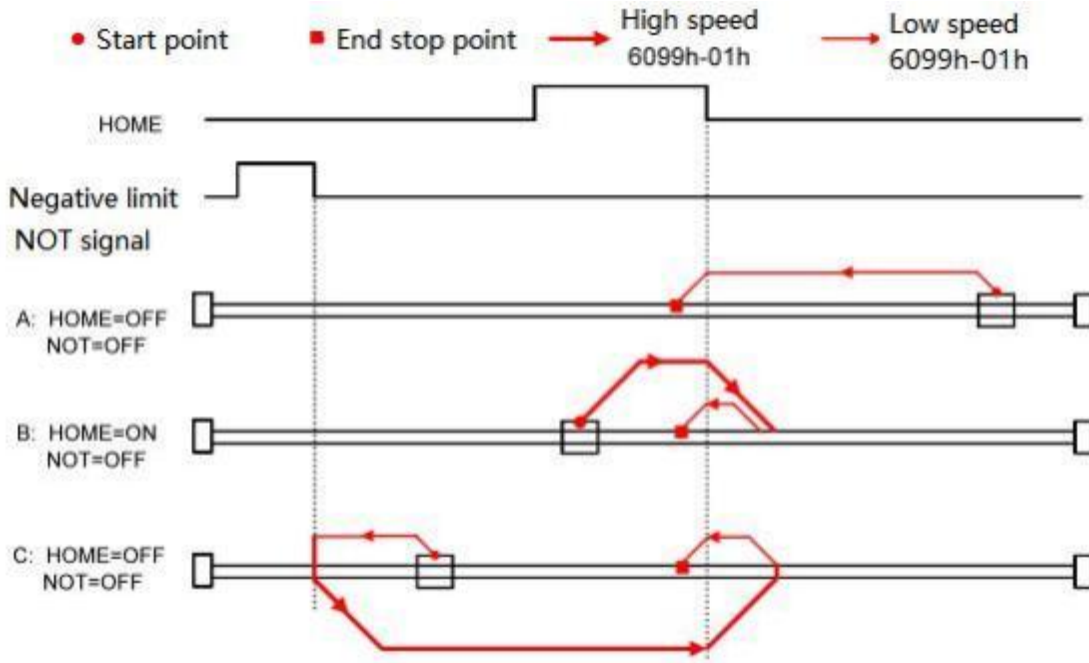 Start point
End stop point
High speed
6099h-01h
Low speed
6099h-01h
HOME
Negative limit
NOT signal
A: HOME=OFF
NOT=OFF
B: HOME=ON
NOT=OFF
C: HOME=OFF
NOT=OFF